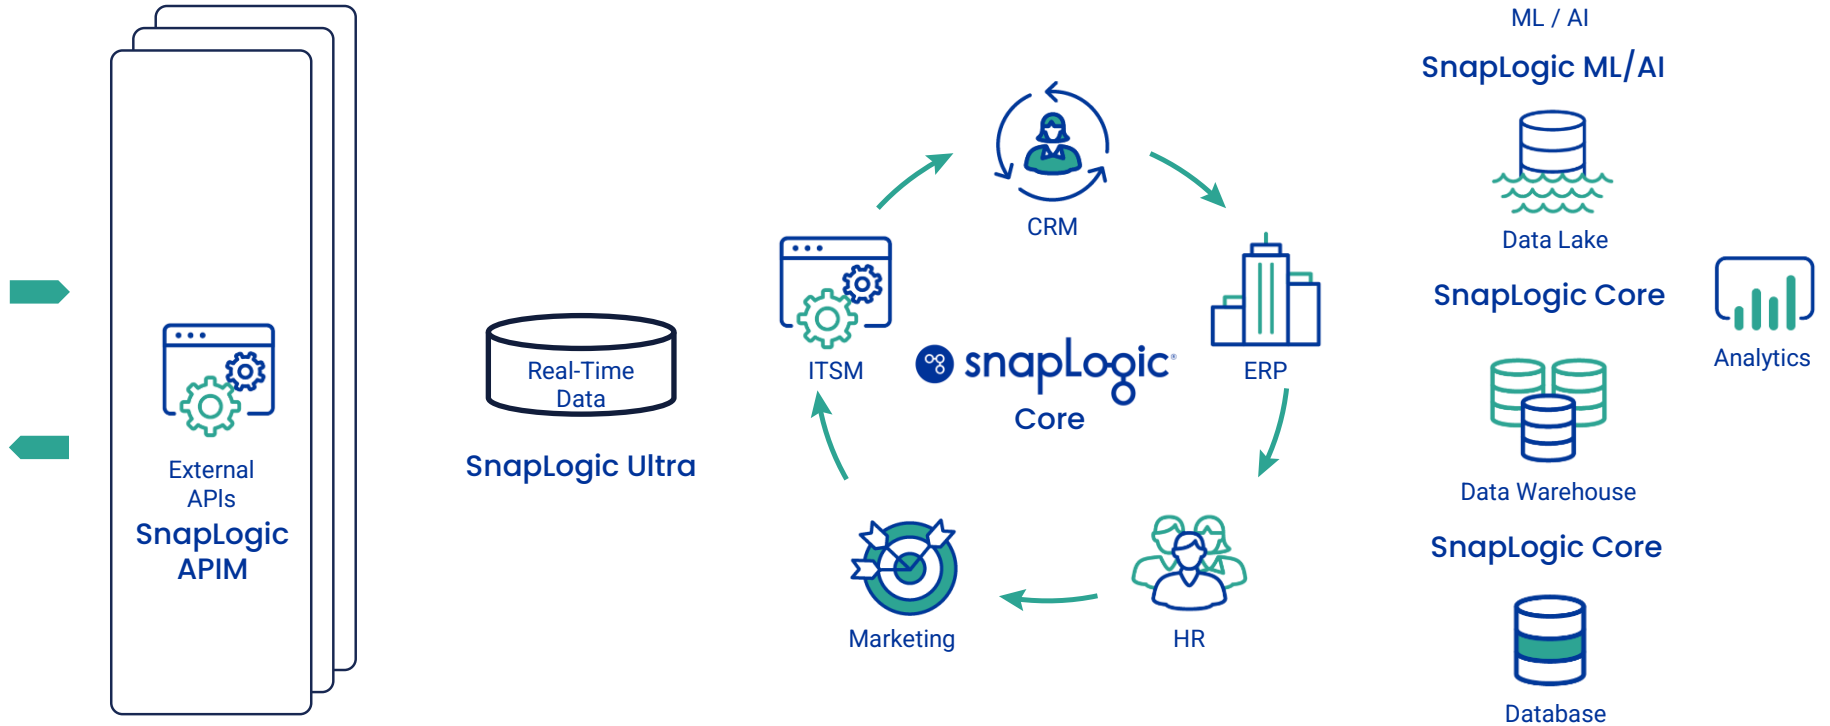 External
APIs
SnapLogic
APIM
Real-Time
Data
SnapLogic Ultra
CRM
ITSM
ERP
snapLogic®
Core
Marketing
HR
ML / AI
SnapLogic ML/AI
Data Lake
SnapLogic Core
Analytics
Data Warehouse
SnapLogic Core
Database